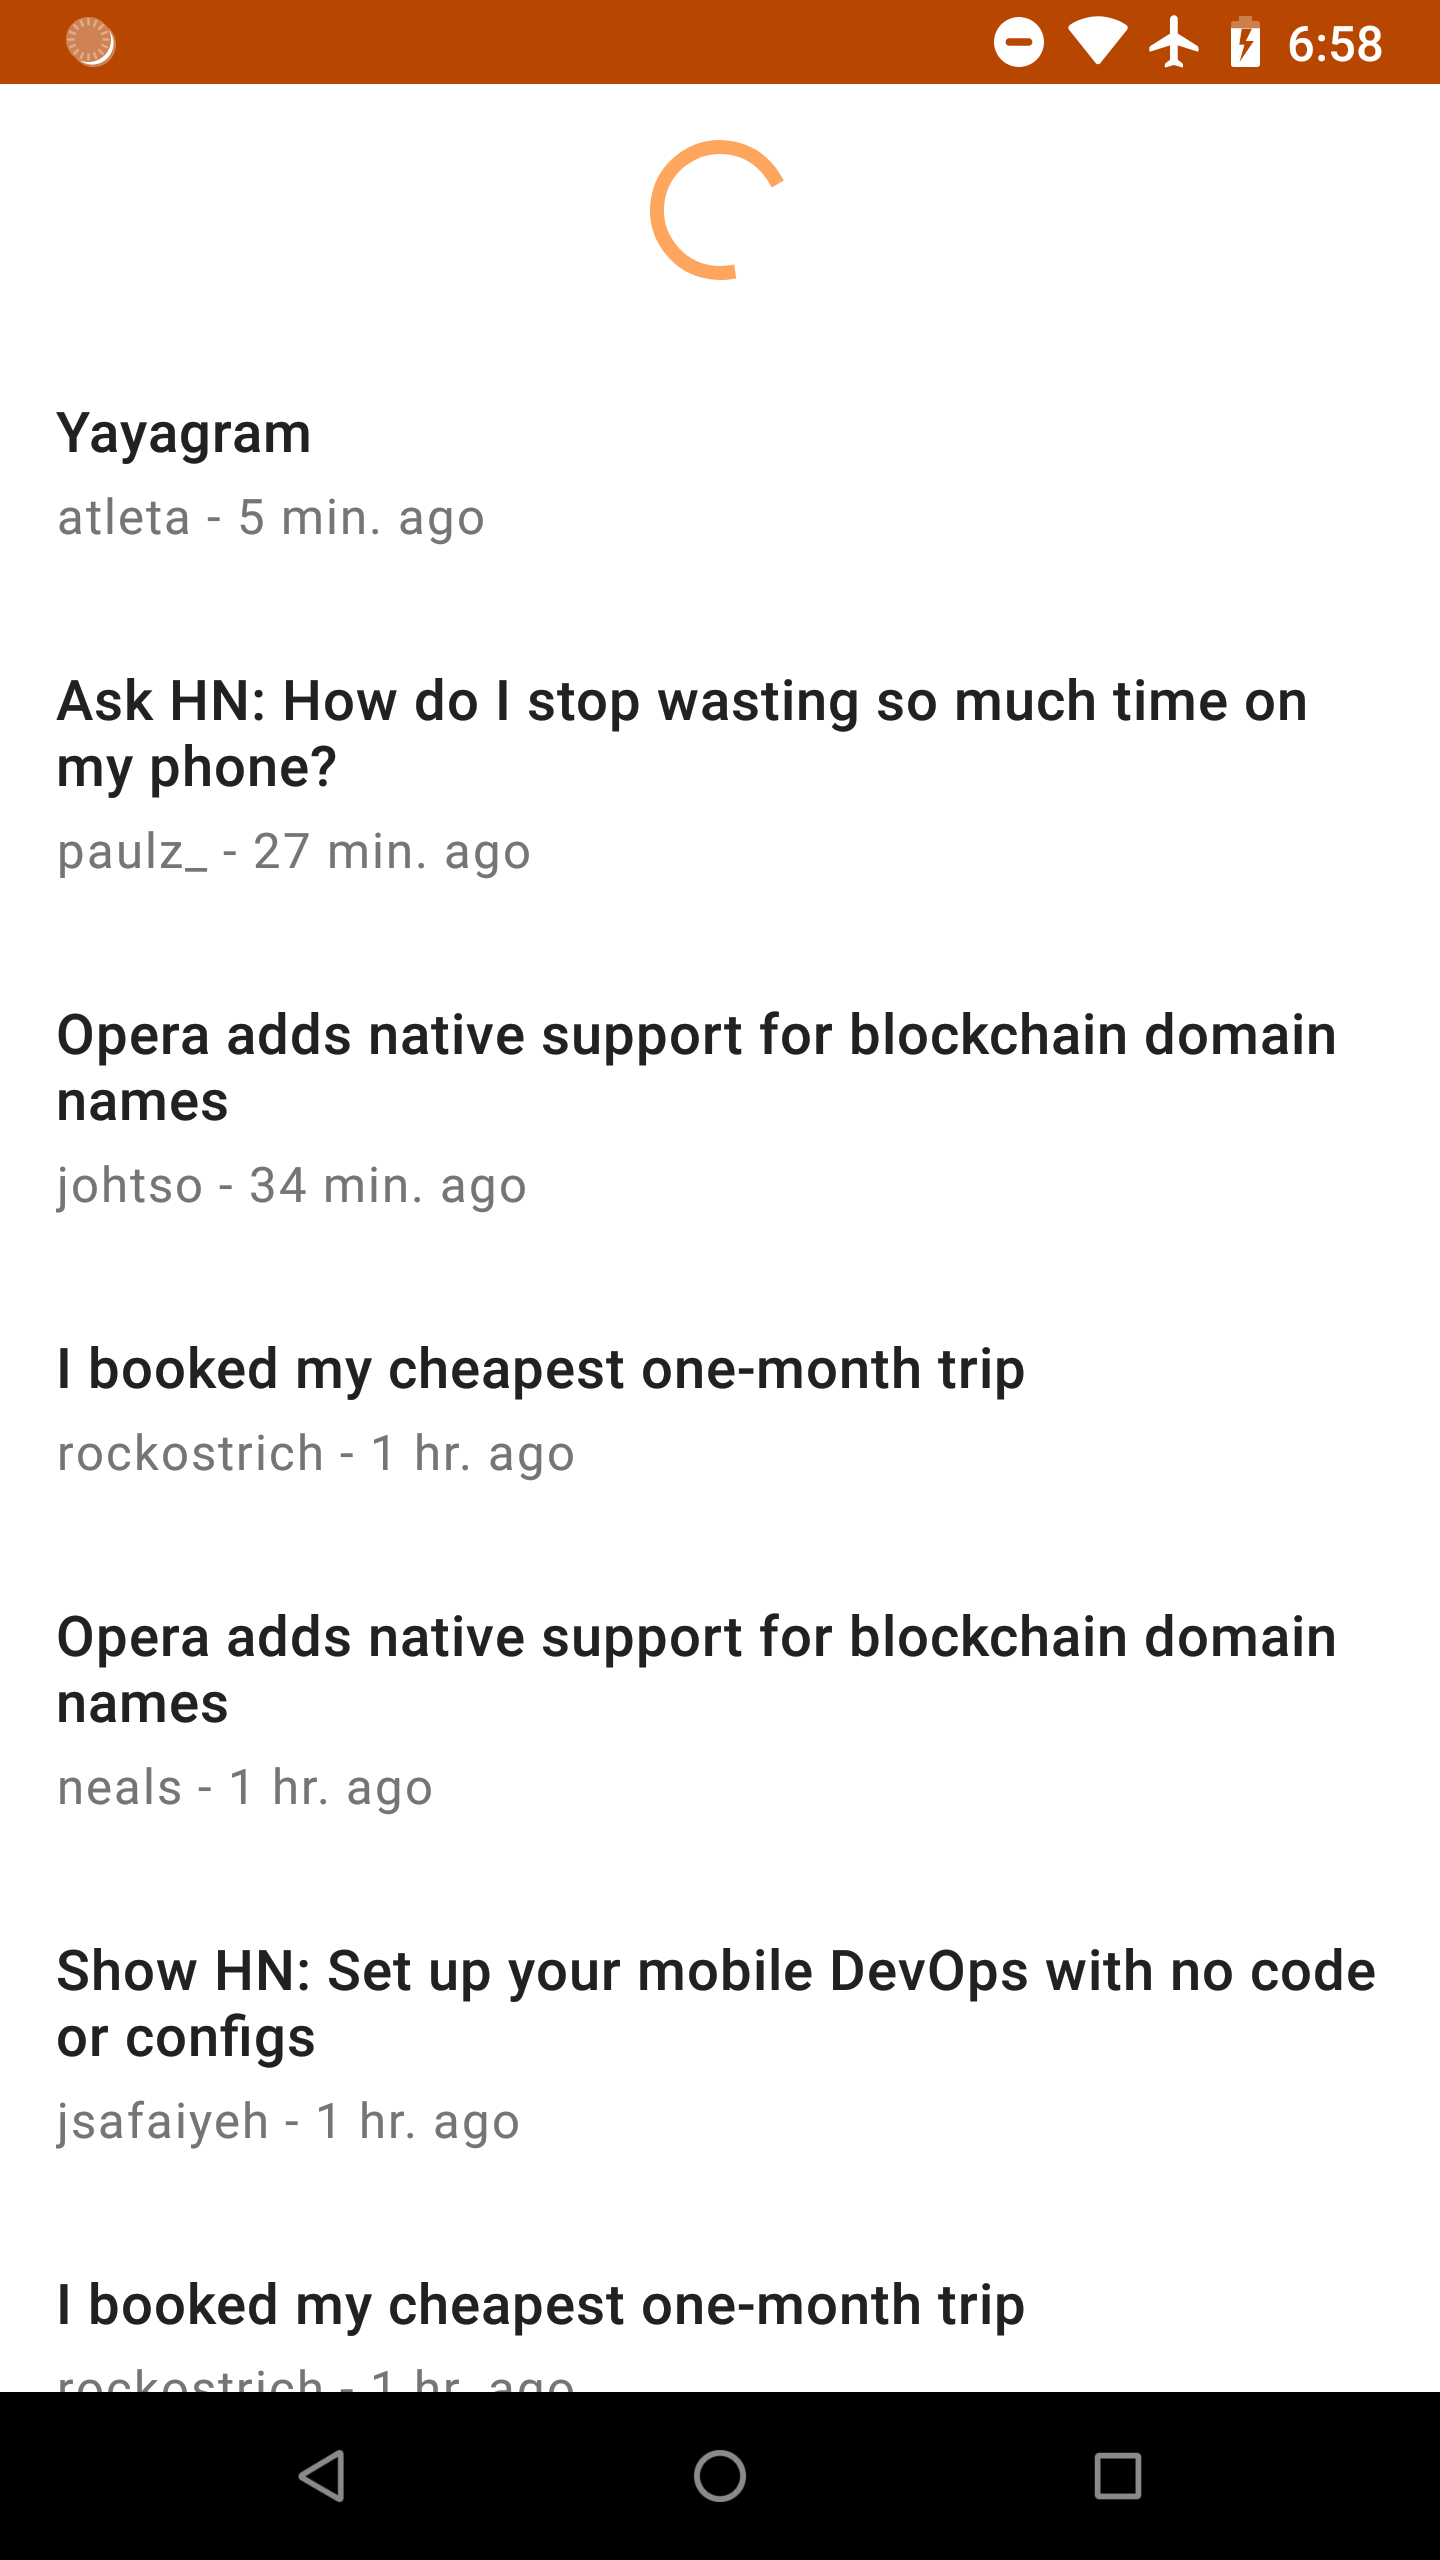 6:58
Yayagram
atleta - 5 min. ago
Ask HN: How do I stop wasting so much time on
my phone?
paulz_ - 27 min. ago
Opera adds native support for blockchain domain
names
johtso - 34 min. ago
I booked my cheapest one-month trip
rockostrich - 1 hr. ago
Opera adds native support for blockchain domain
names
neals - 1 hr. ago
Show HN: Set up your mobile DevOps with no code
or configs
jsafaiyeh - 1 hr. ago
I booked my cheapest one-month trip
rockostrich - 1 hr. ago